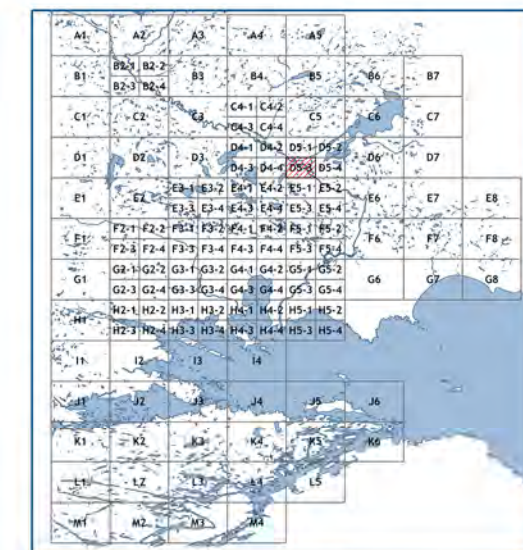 A1 A2 A3 A4 A5
B2-1 B2-2
B1 B3 B4 B5 B6 B7
B2-3 B2-4
C4-1 C4-2
C1 C2 C3 C5 C6 C7
C4-3 C4-4
D4-1 D4-2 D5-1 D5-2
D1 D2 D3 D6 D7
D4-3 D4-4 D5-3 D5-4
E3-1 E3-2 E4-1 E4-2 E5-1 E5-2
E1 E2 E6 E7 E8
E3-3 E3-4 E4-3 E4-4 E5-3 E5-4
F2-1 F2-2 F3-1 F3-2 F4-1 F4-2 F5-1 F5-2
F1 F6 F7 F8
F2-3 F2-4 F3-3 F3-4 F4-3 F4-4 F5-3 F5-4
G2-1 G2-2 G3-1 G3-2 G4-1 G4-2 G5-1 G5-2
G1 G6 G7 G8
G2-3 G2-4 G3-3 G3-4 G4-3 G4-4 G5-3 G5-4
H2-1 H2-2 H3-1 H3-2 H4-1 H4-2 H5-1 H5-2
H1
H2-3 H2-4 H3-3 H3-4 H4-3 H4-4 H5-3 H5-4
I1 I2 I3 I4
J1 J2 J3 J4 J5 J6
K1 K2 K3 K4 K5 K6
L1 L2 L3 L4 L5
M1 M2 M3 M4